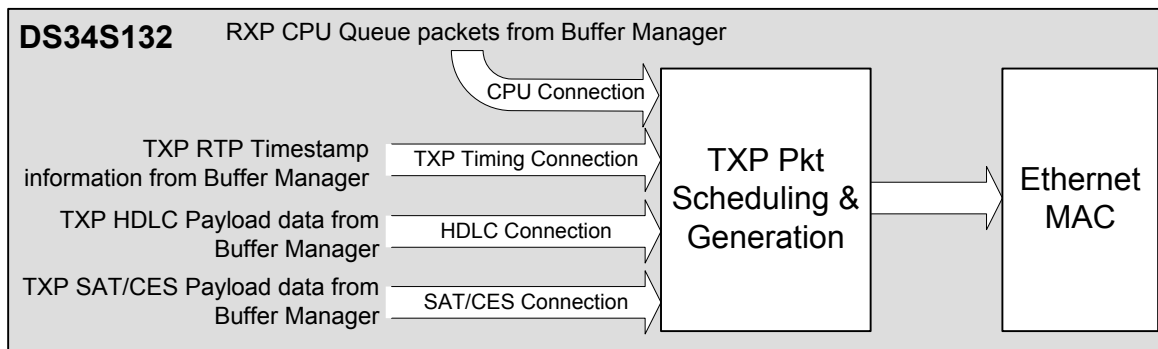 DS34S132
RXP CPU Queue packets from Buffer Manager
CPU Connection
TXP RTP Timestamp
information from Buffer Manager
TXP Timing Connection
TXP HDLC Payload data from
Buffer Manager
HDLC Connection
TXP SAT/CES Payload data from
Buffer Manager
SAT/CES Connection
TXP Pkt
Scheduling &
Generation
Ethernet
MAC